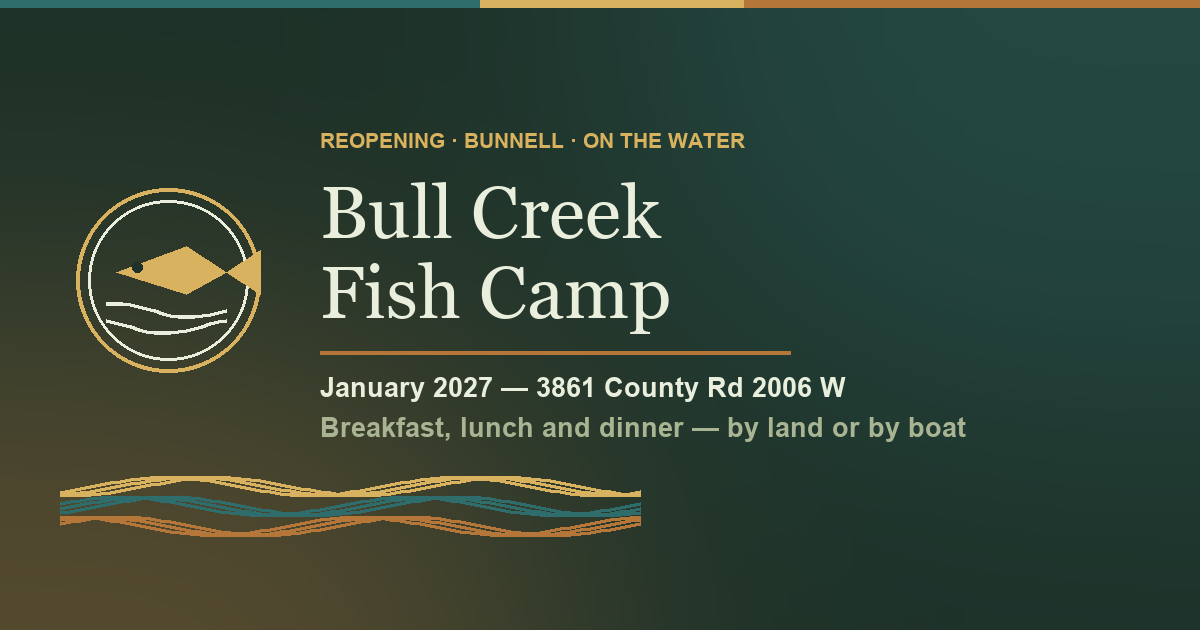 REOPENING · BUNNELL · ON THE WATER
Bull Creek
Fish Camp
January 2027 — 3861 County Rd 2006 W
Breakfast, lunch and dinner — by land or by boat